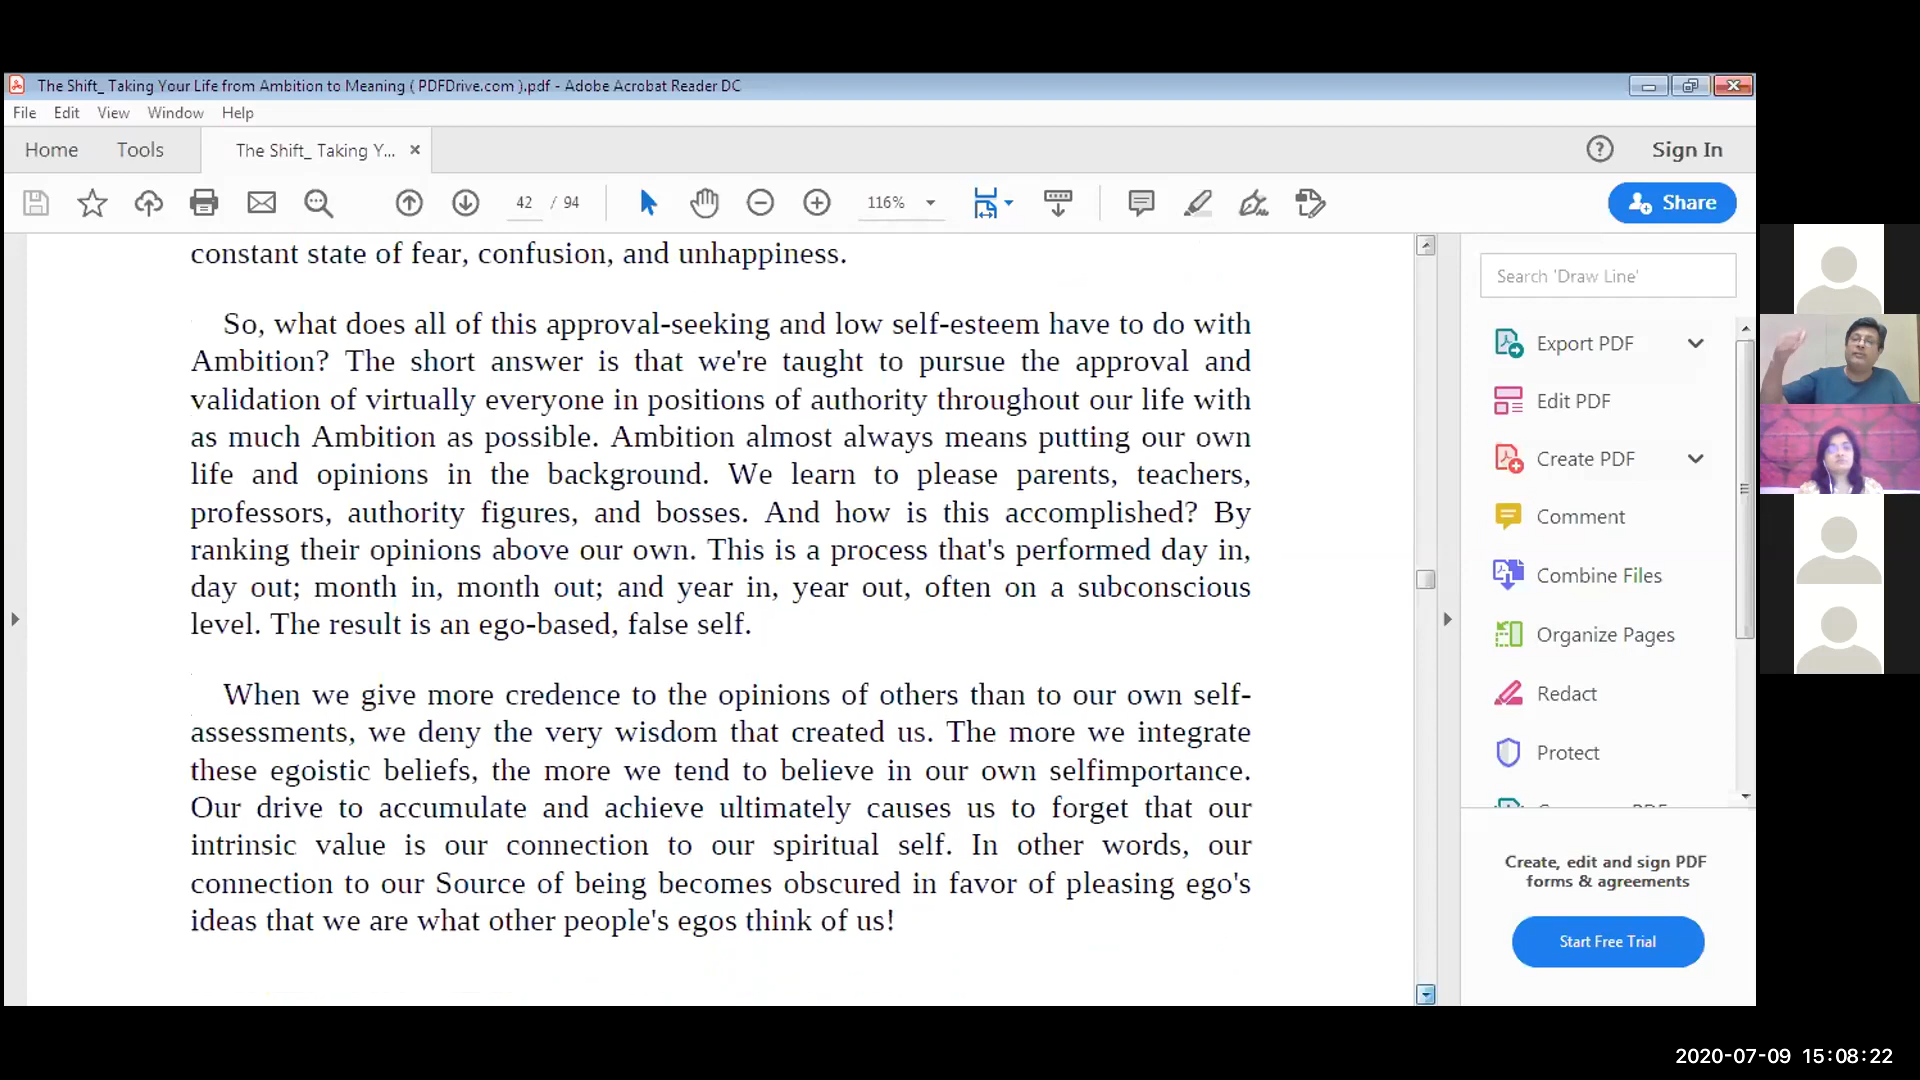 The Shift_ Taking Your Life from Ambition to Meaning ( PDFDrive.com ).pdf - Adobe Acrobat Reader DC
File Edit View Window Help
Home Tools The Shift_ Taking Y... × Sign In
42 / 94 116% Share
constant state of fear, confusion, and unhappiness.
So, what does all of this approval-seeking and low self-esteem have to do with
Ambition? The short answer is that we're taught to pursue the approval and
validation of virtually everyone in positions of authority throughout our life with
as much Ambition as possible. Ambition almost always means putting our own
life and opinions in the background. We learn to please parents, teachers,
professors, authority figures, and bosses. And how is this accomplished? By
ranking their opinions above our own. This is a process that's performed day in,
day out; month in, month out; and year in, year out, often on a subconscious
level. The result is an ego-based, false self.
When we give more credence to the opinions of others than to our own self-
assessments, we deny the very wisdom that created us. The more we integrate
these egoistic beliefs, the more we tend to believe in our own selfimportance.
Our drive to accumulate and achieve ultimately causes us to forget that our
intrinsic value is our connection to our spiritual self. In other words, our
connection to our Source of being becomes obscured in favor of pleasing ego's
ideas that we are what other people's egos think of us!
Search 'Draw Line'
Export PDF
Edit PDF
Create PDF
Comment
Combine Files
Organize Pages
Redact
Protect
Create, edit and sign PDF
forms & agreements
Start Free Trial
2020-07-09 15:08:22